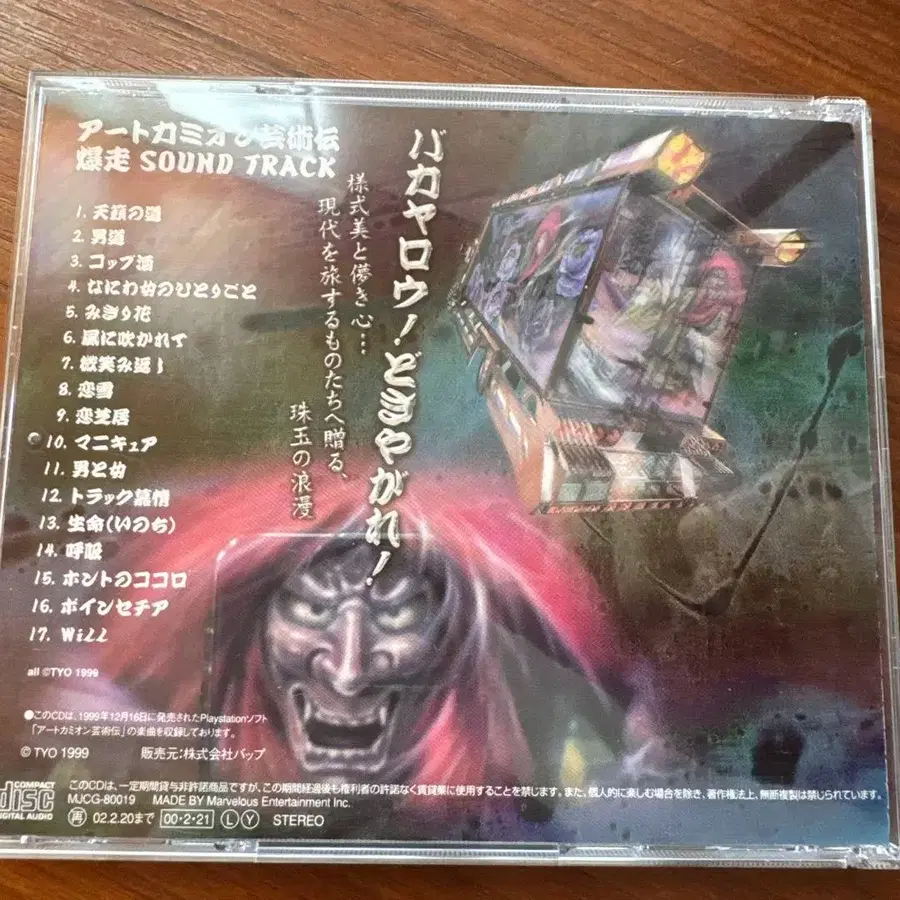 アートカミオン芸術伝
爆走 SOUND TRACK
1. 天顔の道
2. 男道
3. コップ酒
4. なにわ女のひとりごと
5. みぎり花
6. 風に吹かれて
7. 微笑み返し
8. 恋雪
9. 恋芝居
10. マニキュア
11. 男と女
12. トラック慕情
13. 生命(いのち)
14. 呼吸
15. ホントのココロ
16. ポインセチア
17. Will
all ©TYO 1999
バカヤロウ!どきやがれ!
様式美と儚き心…
現代を旅するものたちへ贈る、
珠玉の浪漫
●このCDは、1999年12月16日に発売されたPlaystationソフト
「アートカミオン芸術伝」の楽曲を収録しております。
© TYO 1999 販売元:株式会社バップ
COMPACT
disc
DIGITAL AUDIO
このCDは、一定期間貸与非許諾商品ですが、この期間経過後も権利者の許諾なく賃貸業に使用することを禁じます。また、個人的に楽しむ場合を除き、著作権法上、無断複製は禁じられています。
MJCG-80019 MADE BY Marvelous Entertainment Inc.
再 02.2.20まで 00・2・21 L Y STEREO